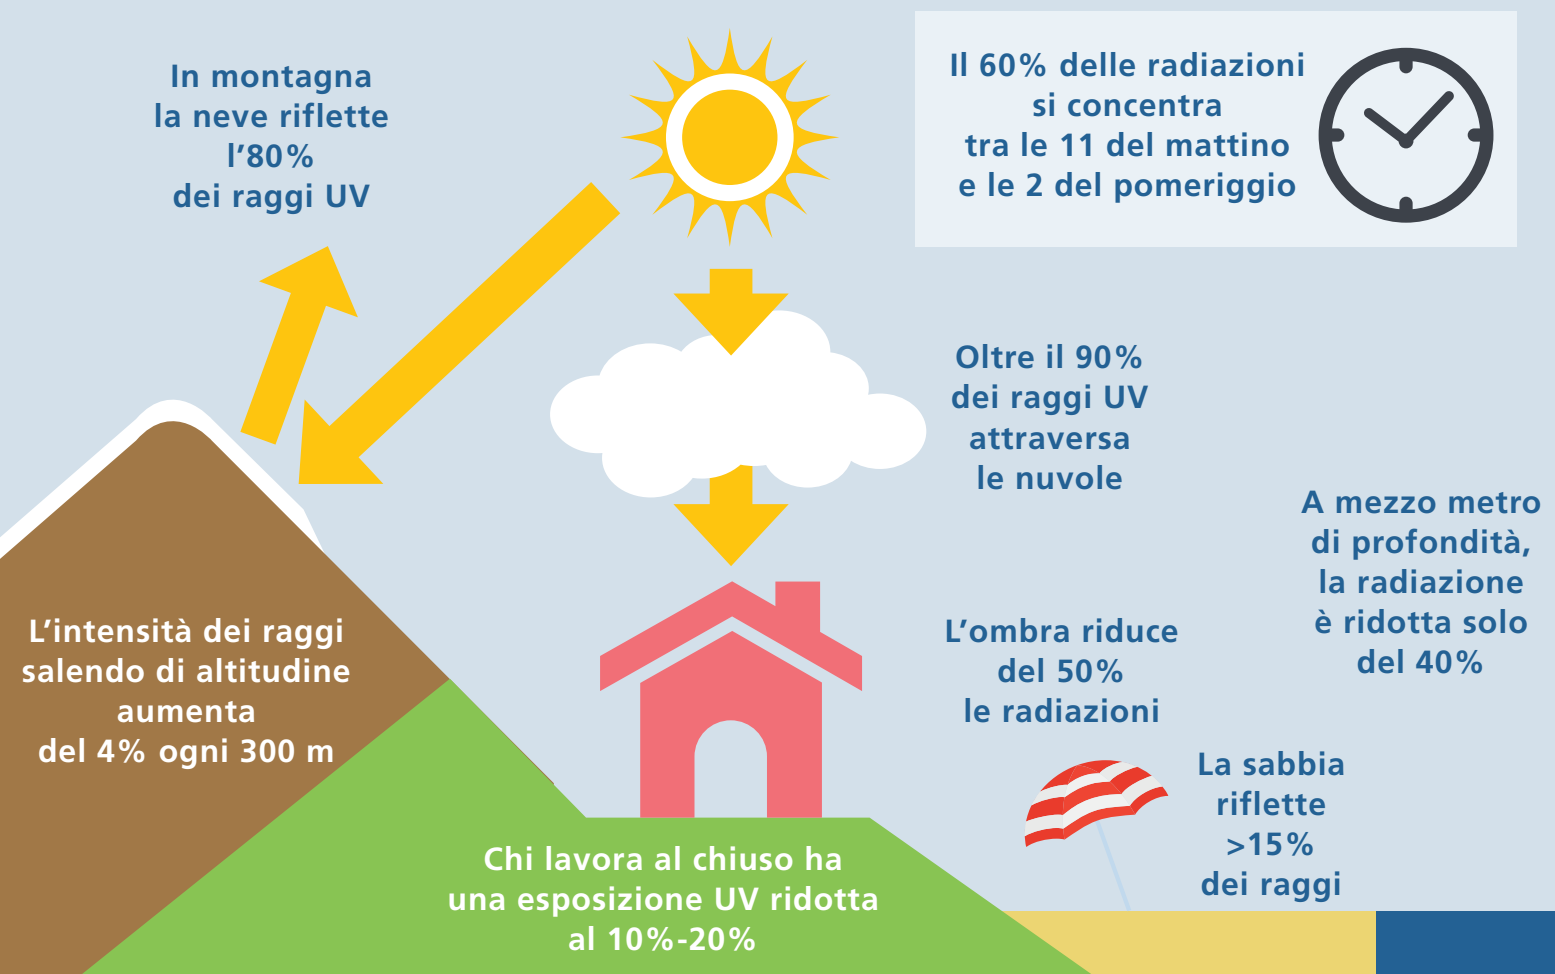 In montagna
la neve riflette
l'80%
dei raggi UV
Il 60% delle radiazioni
si concentra
tra le 11 del mattino
e le 2 del pomeriggio
Oltre il 90%
dei raggi UV
attraversa
le nuvole
A mezzo metro
di profondità,
la radiazione
è ridotta solo
del 40%
L'intensità dei raggi
salendo di altitudine
aumenta
del 4% ogni 300 m
L'ombra riduce
del 50%
le radiazioni
La sabbia
riflette
>15%
dei raggi
Chi lavora al chiuso ha
una esposizione UV ridotta
al 10%-20%